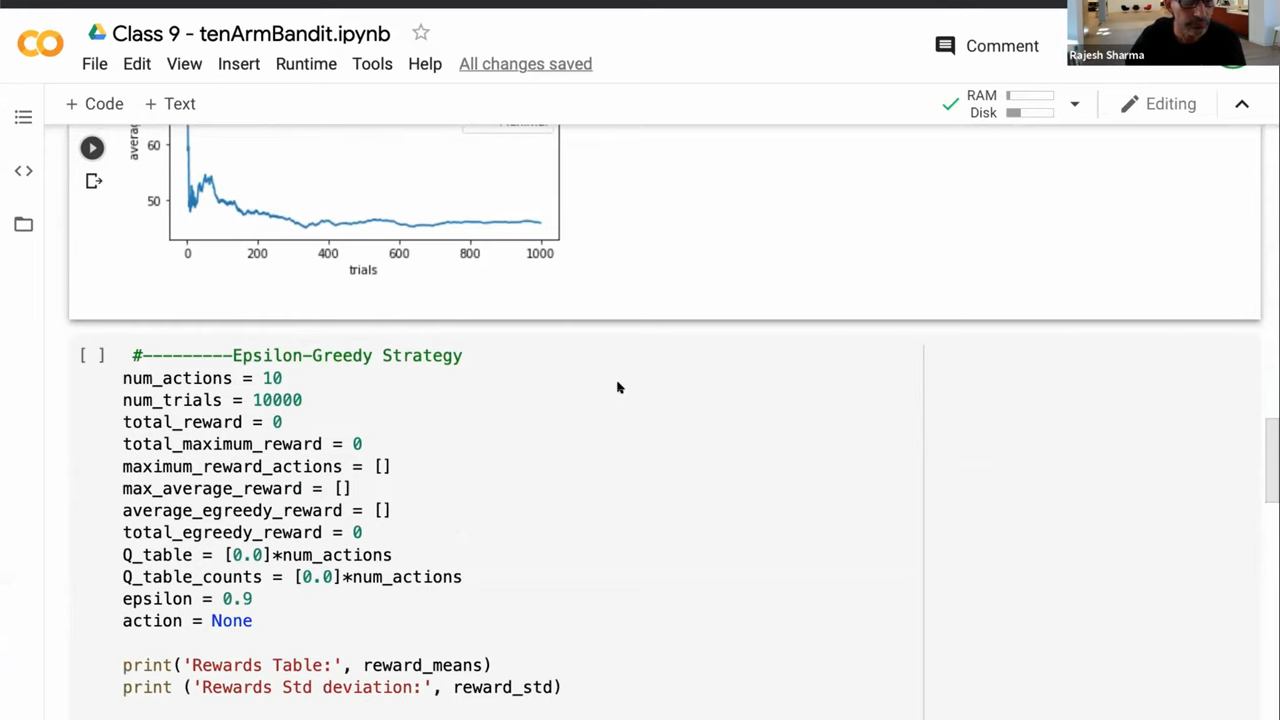 Class 9 - tenArmBandit.ipynb
File Edit View Insert Runtime Tools Help All changes saved
Comment
Rajesh Sharma
+ Code + Text
RAM
Disk
Editing
60
50
0 200 400 600 800 1000
trials
[ ] #---------Epsilon-Greedy Strategy
num_actions = 10
num_trials = 10000
total_reward = 0
total_maximum_reward = 0
maximum_reward_actions = []
max_average_reward = []
average_egreedy_reward = []
total_egreedy_reward = 0
Q_table = [0.0]*num_actions
Q_table_counts = [0.0]*num_actions
epsilon = 0.9
action = None
print('Rewards Table:', reward_means)
print ('Rewards Std deviation:', reward_std)